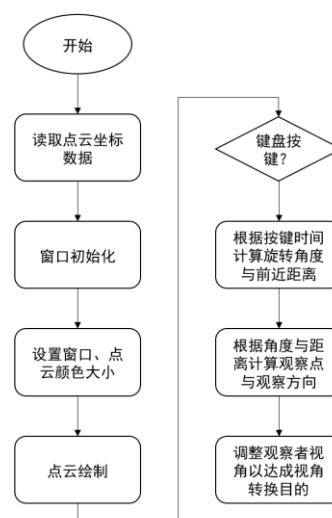 开始
读取点云坐标
数据
窗口初始化
设置窗口、点
云颜色大小
点云绘制
键盘按
键?
根据按键时间
计算旋转角度
与前近距离
根据角度与距
离计算观察点
与观察方向
调整观察者视
角以达成视角
转换目的